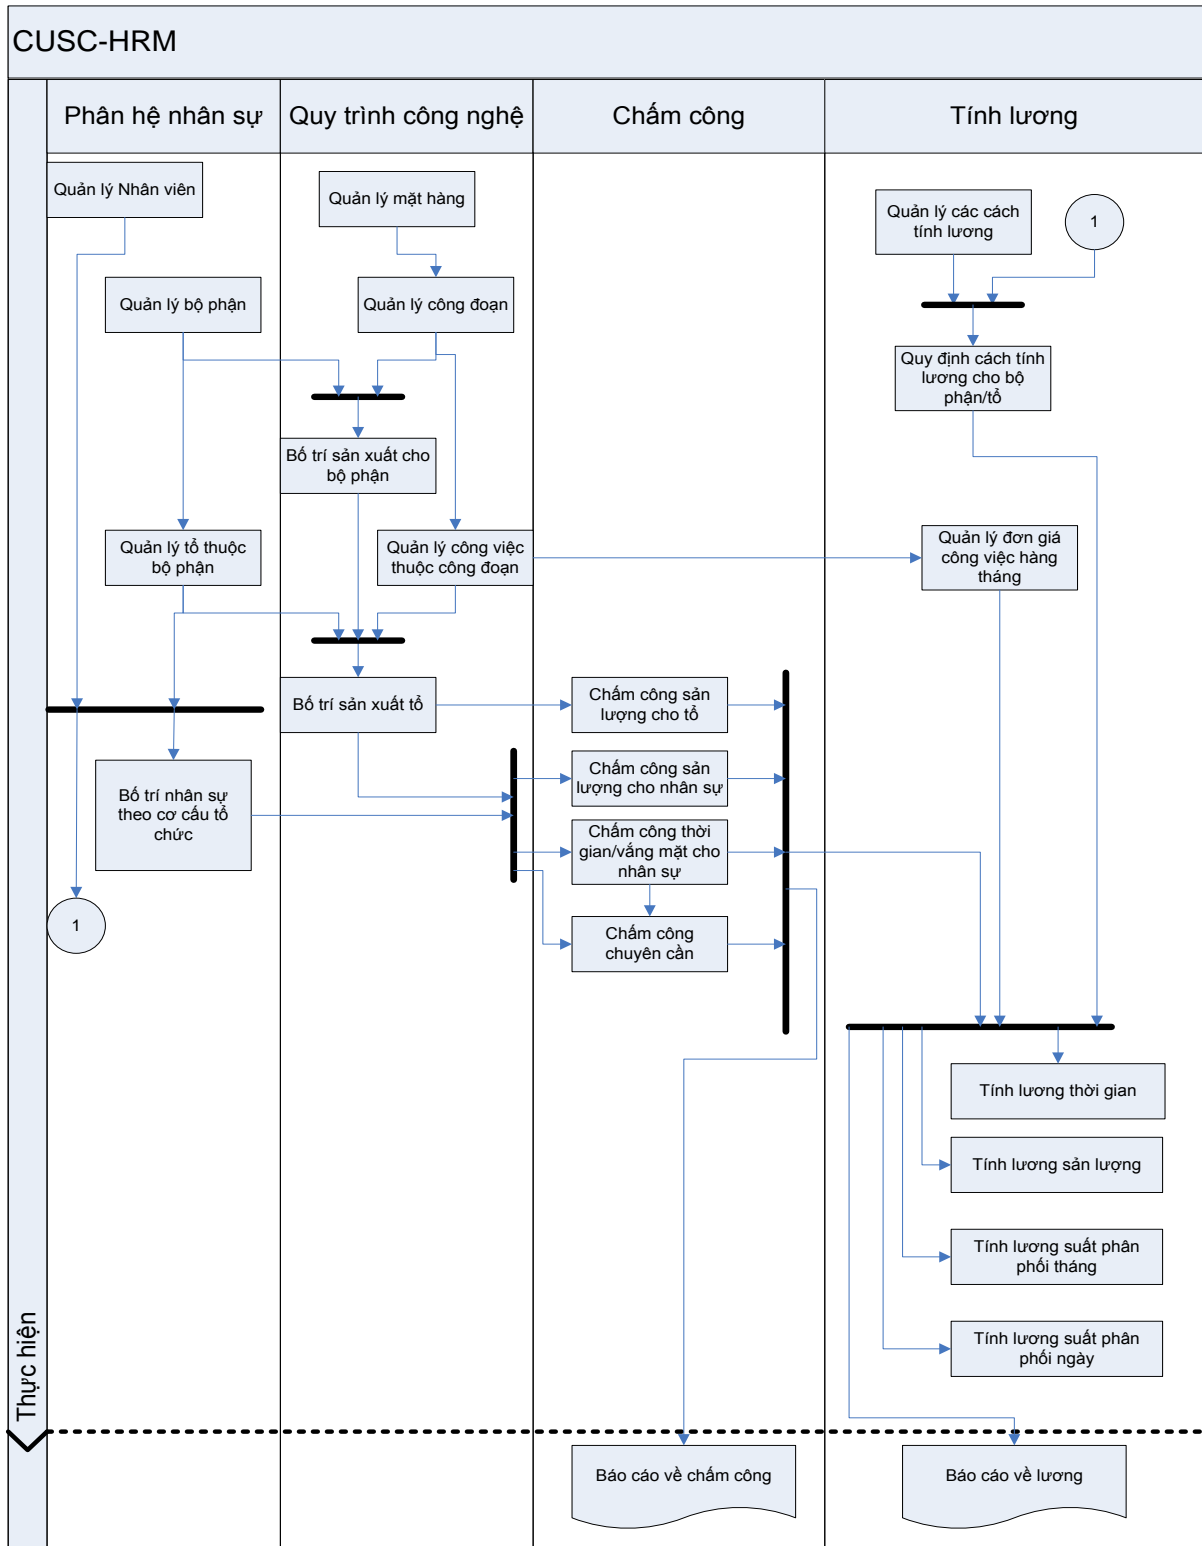 CUSC-HRM
Phân hệ nhân sự
Quy trình công nghệ
Chấm công
Tính lương
Quản lý Nhân viên
Quản lý mặt hàng
Quản lý các cách
tính lương
1
Quản lý bộ phận
Quản lý công đoạn
Quy định cách tính
lương cho bộ
phận/tổ
Bố trí sản xuất cho
bộ phận
Quản lý tổ thuộc
bộ phận
Quản lý công việc
thuộc công đoạn
Quản lý đơn giá
công việc hàng
tháng
Bố trí sản xuất tổ
Chấm công sản
lượng cho tổ
Bố trí nhân sự
theo cơ cấu tổ
chức
Chấm công sản
lượng cho nhân sự
Chấm công thời
gian/vắng mặt cho
nhân sự
1
Chấm công
chuyên cần
Tính lương thời gian
Tính lương sản lượng
Tính lương suất phân
phối tháng
Tính lương suất phân
phối ngày
Thực hiện
Báo cáo về chấm công
Báo cáo về lương